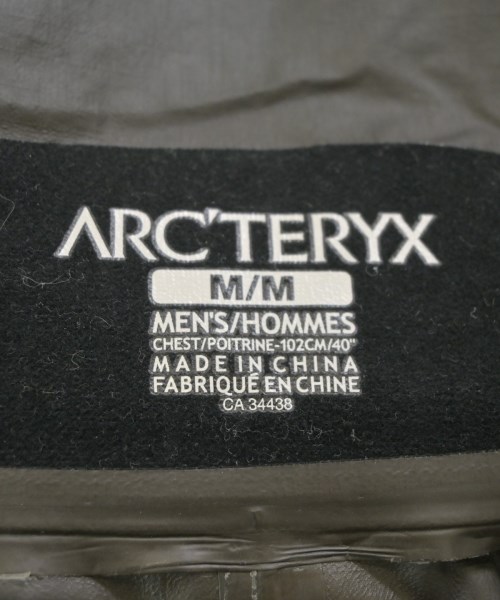 ARC'TERYX
M/M
MEN'S/HOMMES
CHEST/POITRINE-102CM/40"
MADE IN CHINA
FABRIQUÉ EN CHINE
CA 34438